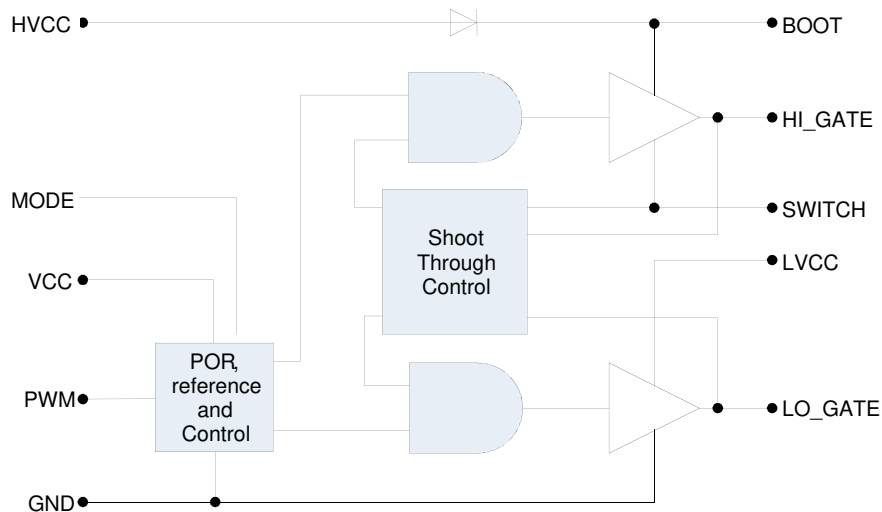 HVCC
BOOT
HI_GATE
MODE
SWITCH
Shoot
Through
Control
LVCC
VCC
POR,
reference
and
Control
PWM
LO_GATE
GND